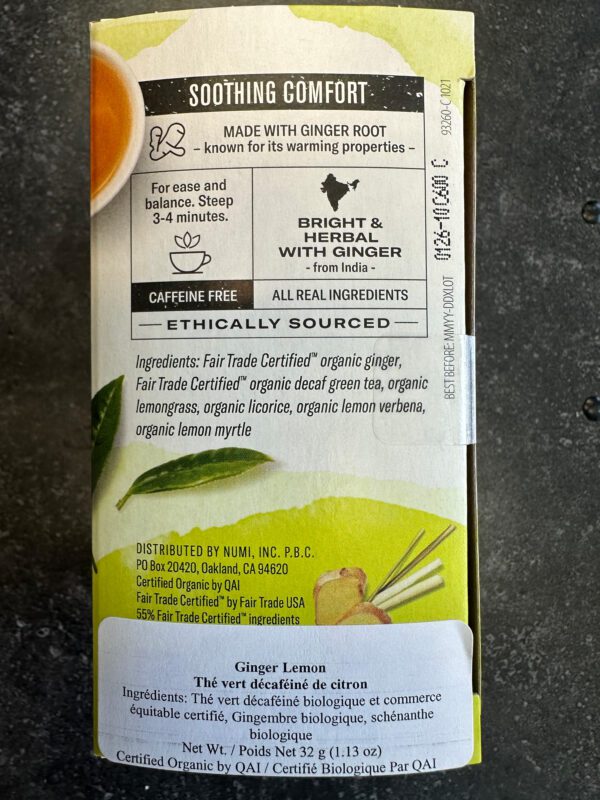 SOOTHING COMFORT
MADE WITH GINGER ROOT
– known for its warming properties –
For ease and
balance. Steep
3-4 minutes.
BRIGHT &
HERBAL
WITH GINGER
- from India -
CAFFEINE FREE
ALL REAL INGREDIENTS
— ETHICALLY SOURCED —
Ingredients: Fair Trade Certified™ organic ginger,
Fair Trade Certified™ organic decaf green tea, organic
lemongrass, organic licorice, organic lemon verbena,
organic lemon myrtle
DISTRIBUTED BY NUMI, INC. P.B.C.
PO Box 20420, Oakland, CA 94620
Certified Organic by QAI
Fair Trade Certified™ by Fair Trade USA
55% Fair Trade Certified™ ingredients
Ginger Lemon
Thé vert décaféiné de citron
Ingrédients: Thé vert décaféiné biologique et commerce
équitable certifié, Gingembre biologique, schénanthe
biologique
Net Wt. / Poids Net 32 g (1.13 oz)
Certified Organic by QAI / Certifié Biologique Par QAI
BEST BEFORE: MMYY-DDXLOT
0126-10 C600 C
93260-C 1021